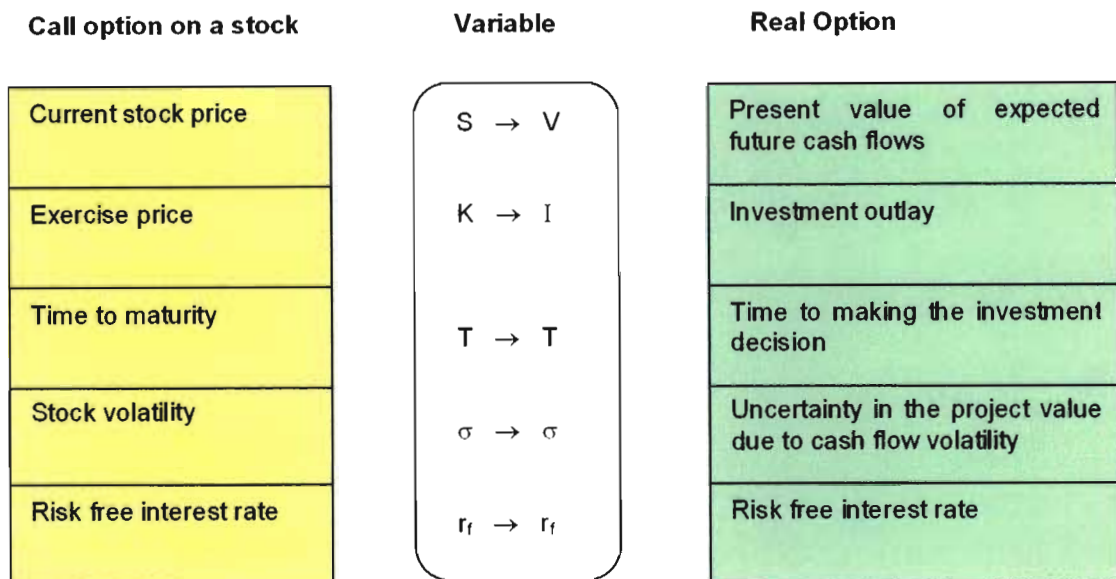 Call option on a stock
Variable
Real Option
Current stock price
S → V
Present value of expected
future cash flows
Exercise price
K → I
Investment outlay
Time to maturity
T → T
Time to making the investment
decision
Stock volatility
σ → σ
Uncertainty in the project value
due to cash flow volatility
Risk free interest rate
rf → rf
Risk free interest rate